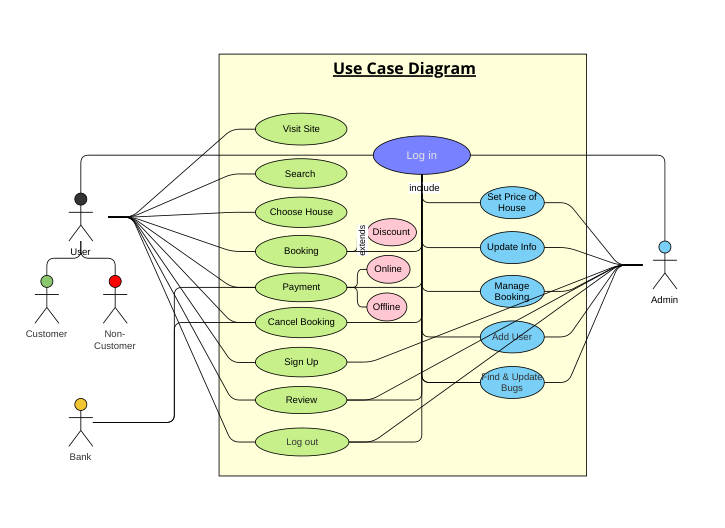 Use Case Diagram
Visit Site
Log in
Search
include
Set Price of
House
Choose House
Discount
extends
User
Booking
Update Info
Online
Payment
Manage
Booking
Admin
Offline
Customer
Non-
Customer
Cancel Booking
Add User
Sign Up
Find & Update
Bugs
Review
Log out
Bank